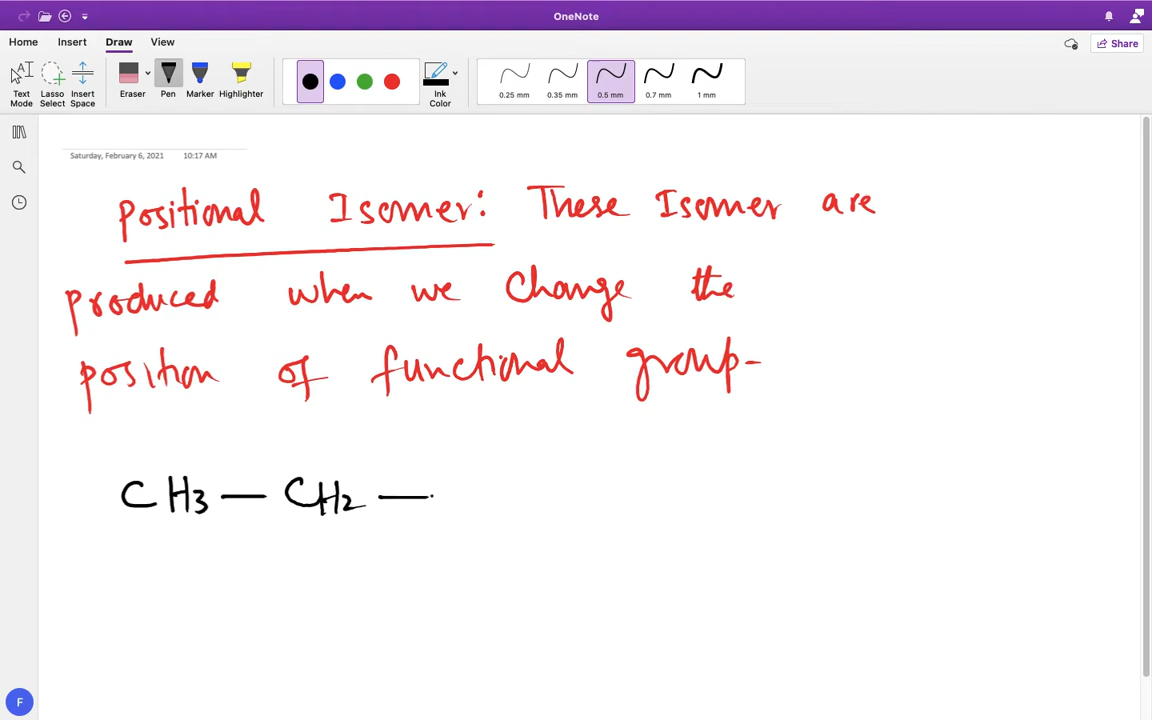 OneNote
Home Insert Draw View
Share
Text Mode Lasso Select Insert Space Eraser Pen Marker Highlighter Ink Color 0.25 mm 0.35 mm 0.5 mm 0.7 mm 1 mm
Saturday, February 6, 2021 10:17 AM
Positional Isomer: These Isomer are
produced when we change the
position of functional group-
CH3 — CH2 —
F